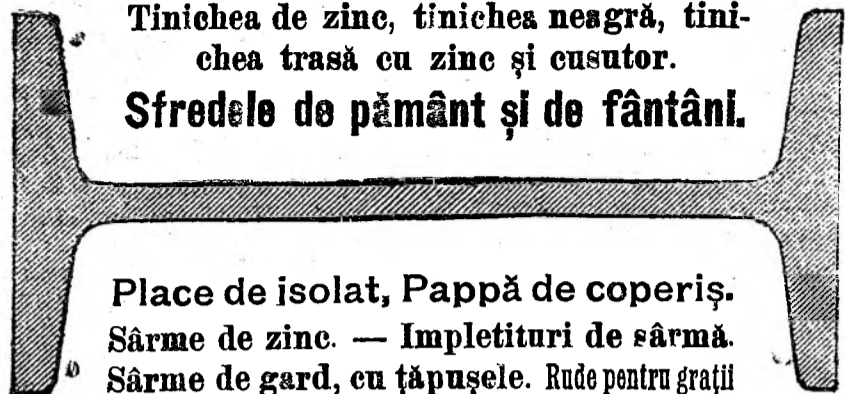 Tinichea de zinc, tinichea neagră, tini-
chea trasă cu zinc și cusutor.
Sfredele de pământ și de fântâni.
Place de isolat, Pappă de coperiș.
Sârme de zinc. — Impletituri de sârmă.
Sârme de gard, cu țăpușele. Rude pentru gratii